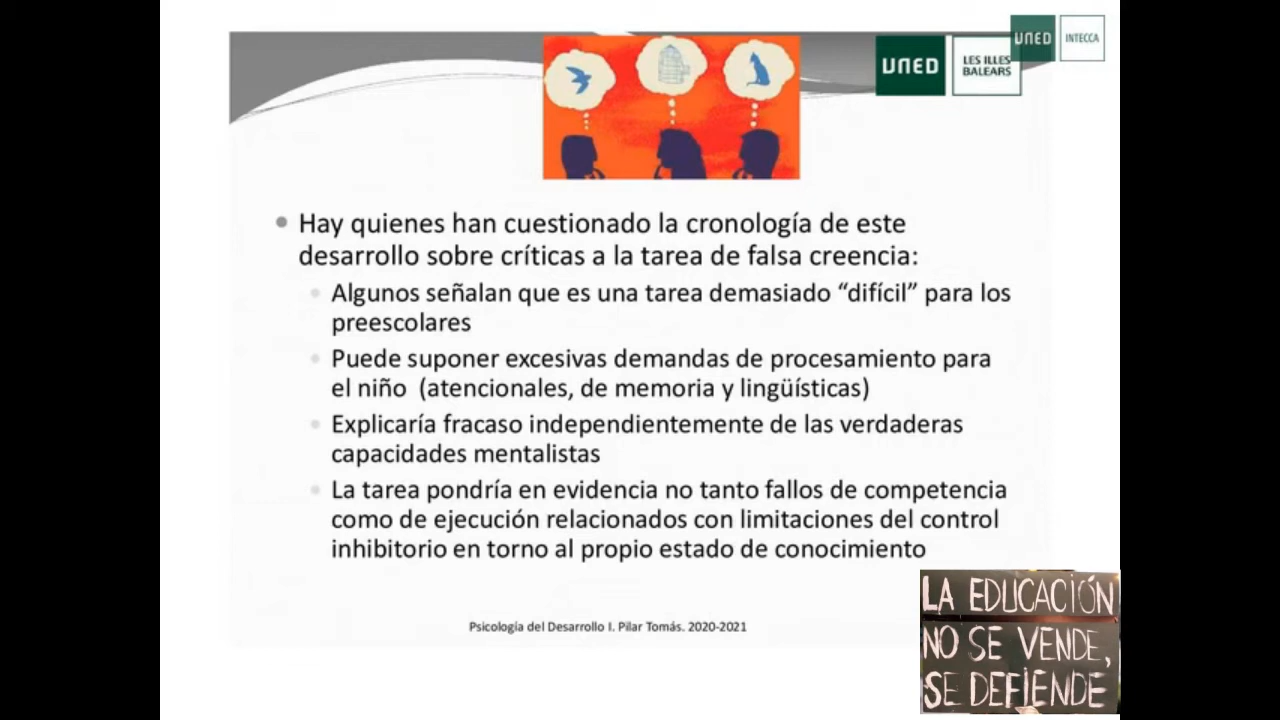 UNED
INTECCA
UNED
LES ILLES
BALEARS
Hay quienes han cuestionado la cronología de este
desarrollo sobre críticas a la tarea de falsa creencia:
Algunos señalan que es una tarea demasiado “difícil” para los
preescolares
Puede suponer excesivas demandas de procesamiento para
el niño (atencionales, de memoria y lingüísticas)
Explicaría fracaso independientemente de las verdaderas
capacidades mentalistas
La tarea pondría en evidencia no tanto fallos de competencia
como de ejecución relacionados con limitaciones del control
inhibitorio en torno al propio estado de conocimiento
Psicología del Desarrollo I. Pilar Tomás. 2020-2021
LA EDUCACIÓN
NO SE VENDE,
SE DEFIENDE